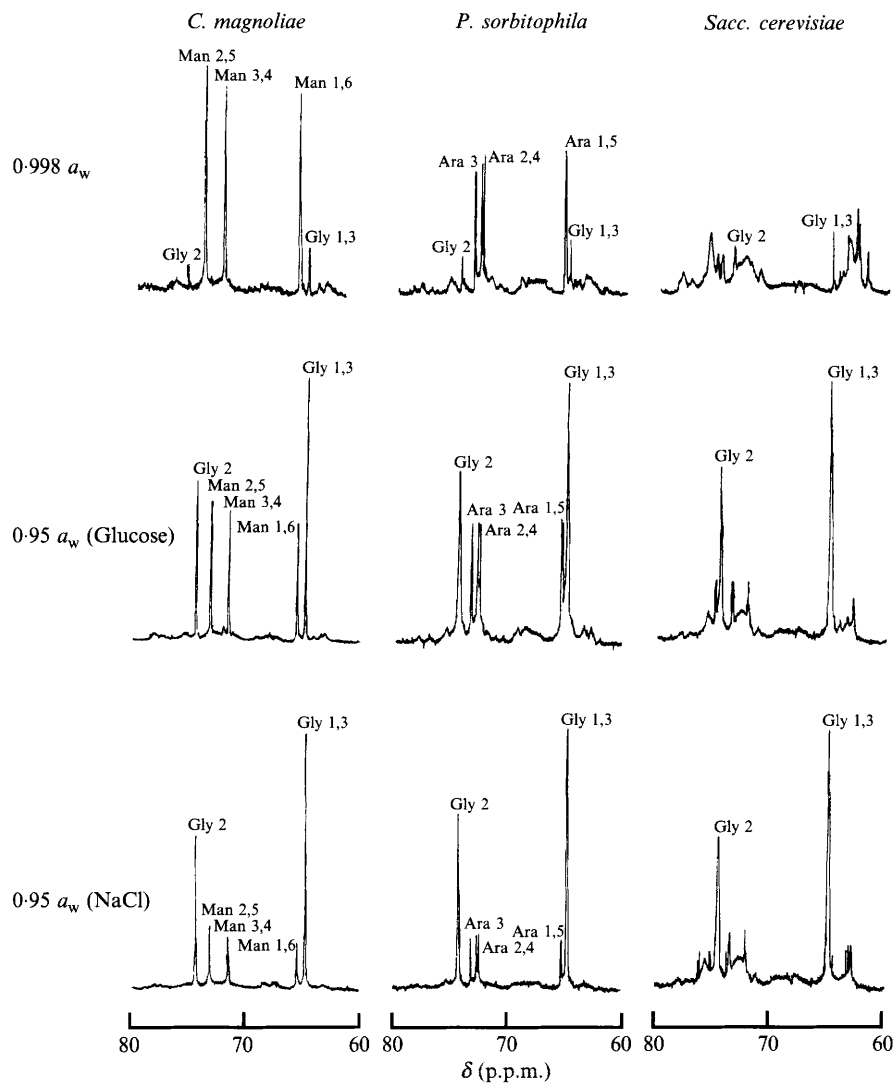 C. magnoliae
P. sorbitophila
Sacc. cerevisiae
0·998 a_w
Man 2,5
Man 3,4
Man 1,6
Gly 2
Gly 1,3
Ara 3
Ara 2,4
Ara 1,5
Gly 2
Gly 1,3
Gly 2
Gly 1,3
0·95 a_w (Glucose)
Gly 2
Man 2,5
Man 3,4
Man 1,6
Gly 1,3
Gly 2
Ara 3
Ara 2,4
Ara 1,5
Gly 1,3
Gly 2
Gly 1,3
0·95 a_w (NaCl)
Gly 2
Man 2,5
Man 3,4
Man 1,6
Gly 1,3
Gly 2
Ara 3
Ara 2,4
Ara 1,5
Gly 1,3
Gly 2
Gly 1,3
80 70 60
80 70 60
80 70 60
δ (p.p.m.)